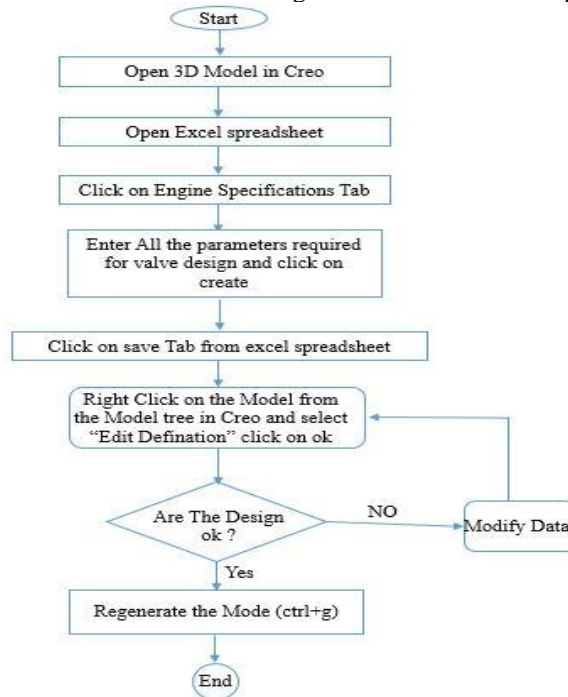 Start
Open 3D Model in Creo
Open Excel spreadsheet
Click on Engine Specifications Tab
Enter All the parameters required
for valve design and click on
create
Click on save Tab from excel spreadsheet
Right Click on the Model from
the Model tree in Creo and select
“Edit Defination” click on ok
Are The Design
ok ?
NO
Modify Data
Yes
Regenerate the Mode (ctrl+g)
End